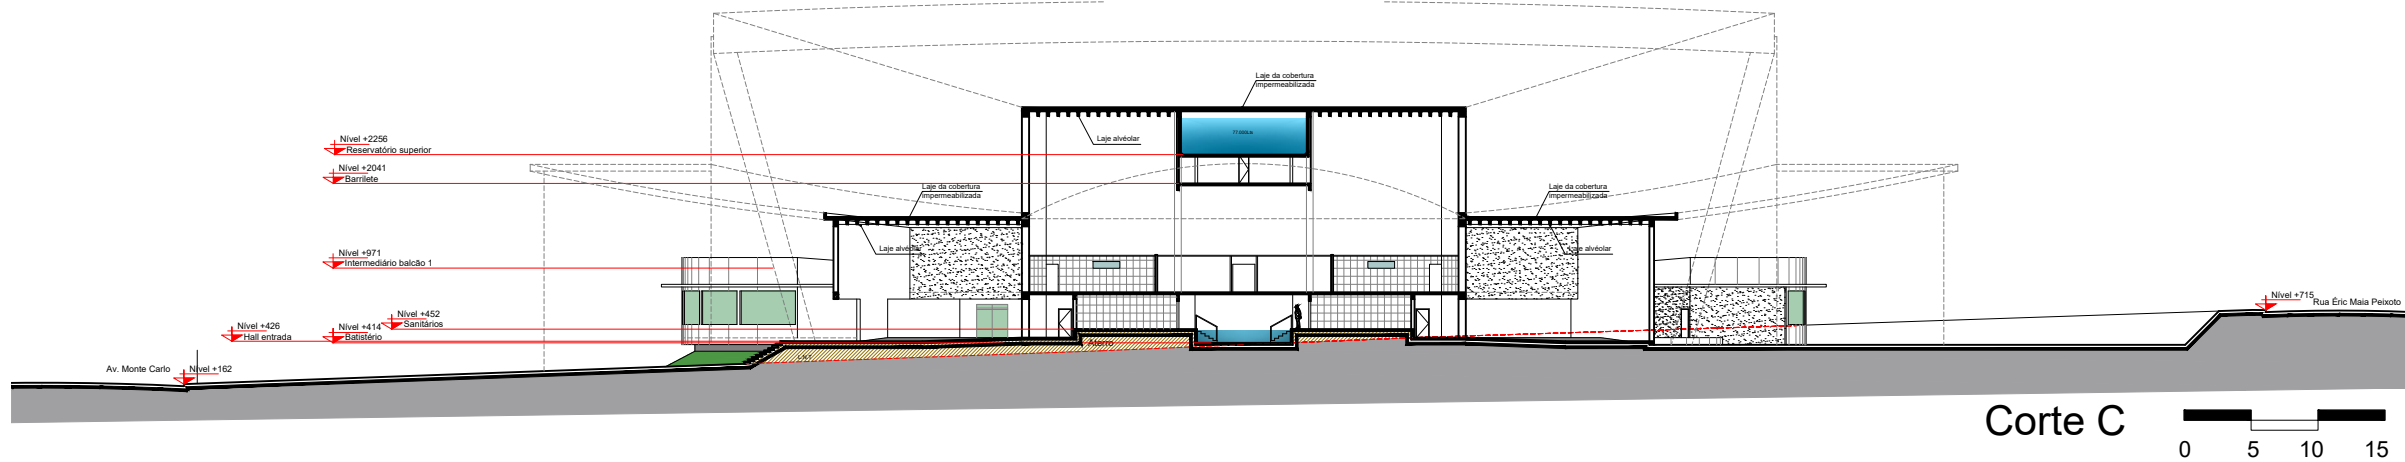 Laje da cobertura
impermeabilizada
77.000Lts
Laje alvéolar
Nível +2256
Reservatório superior
Nível +2041
Barrilete
Laje da cobertura
impermeabilizada
Laje da cobertura
impermeabilizada
Laje alvéolar
Laje alvéolar
Nível +971
Intermediário balcão 1
Nível +715
Rua Éric Maia Peixoto
Nível +452
Sanitários
Nível +426
Hall entrada
Nível +414
Batistério
Aterro
L.N.T
Av. Monte Carlo
Nível +162
Corte C
0 5 10 15